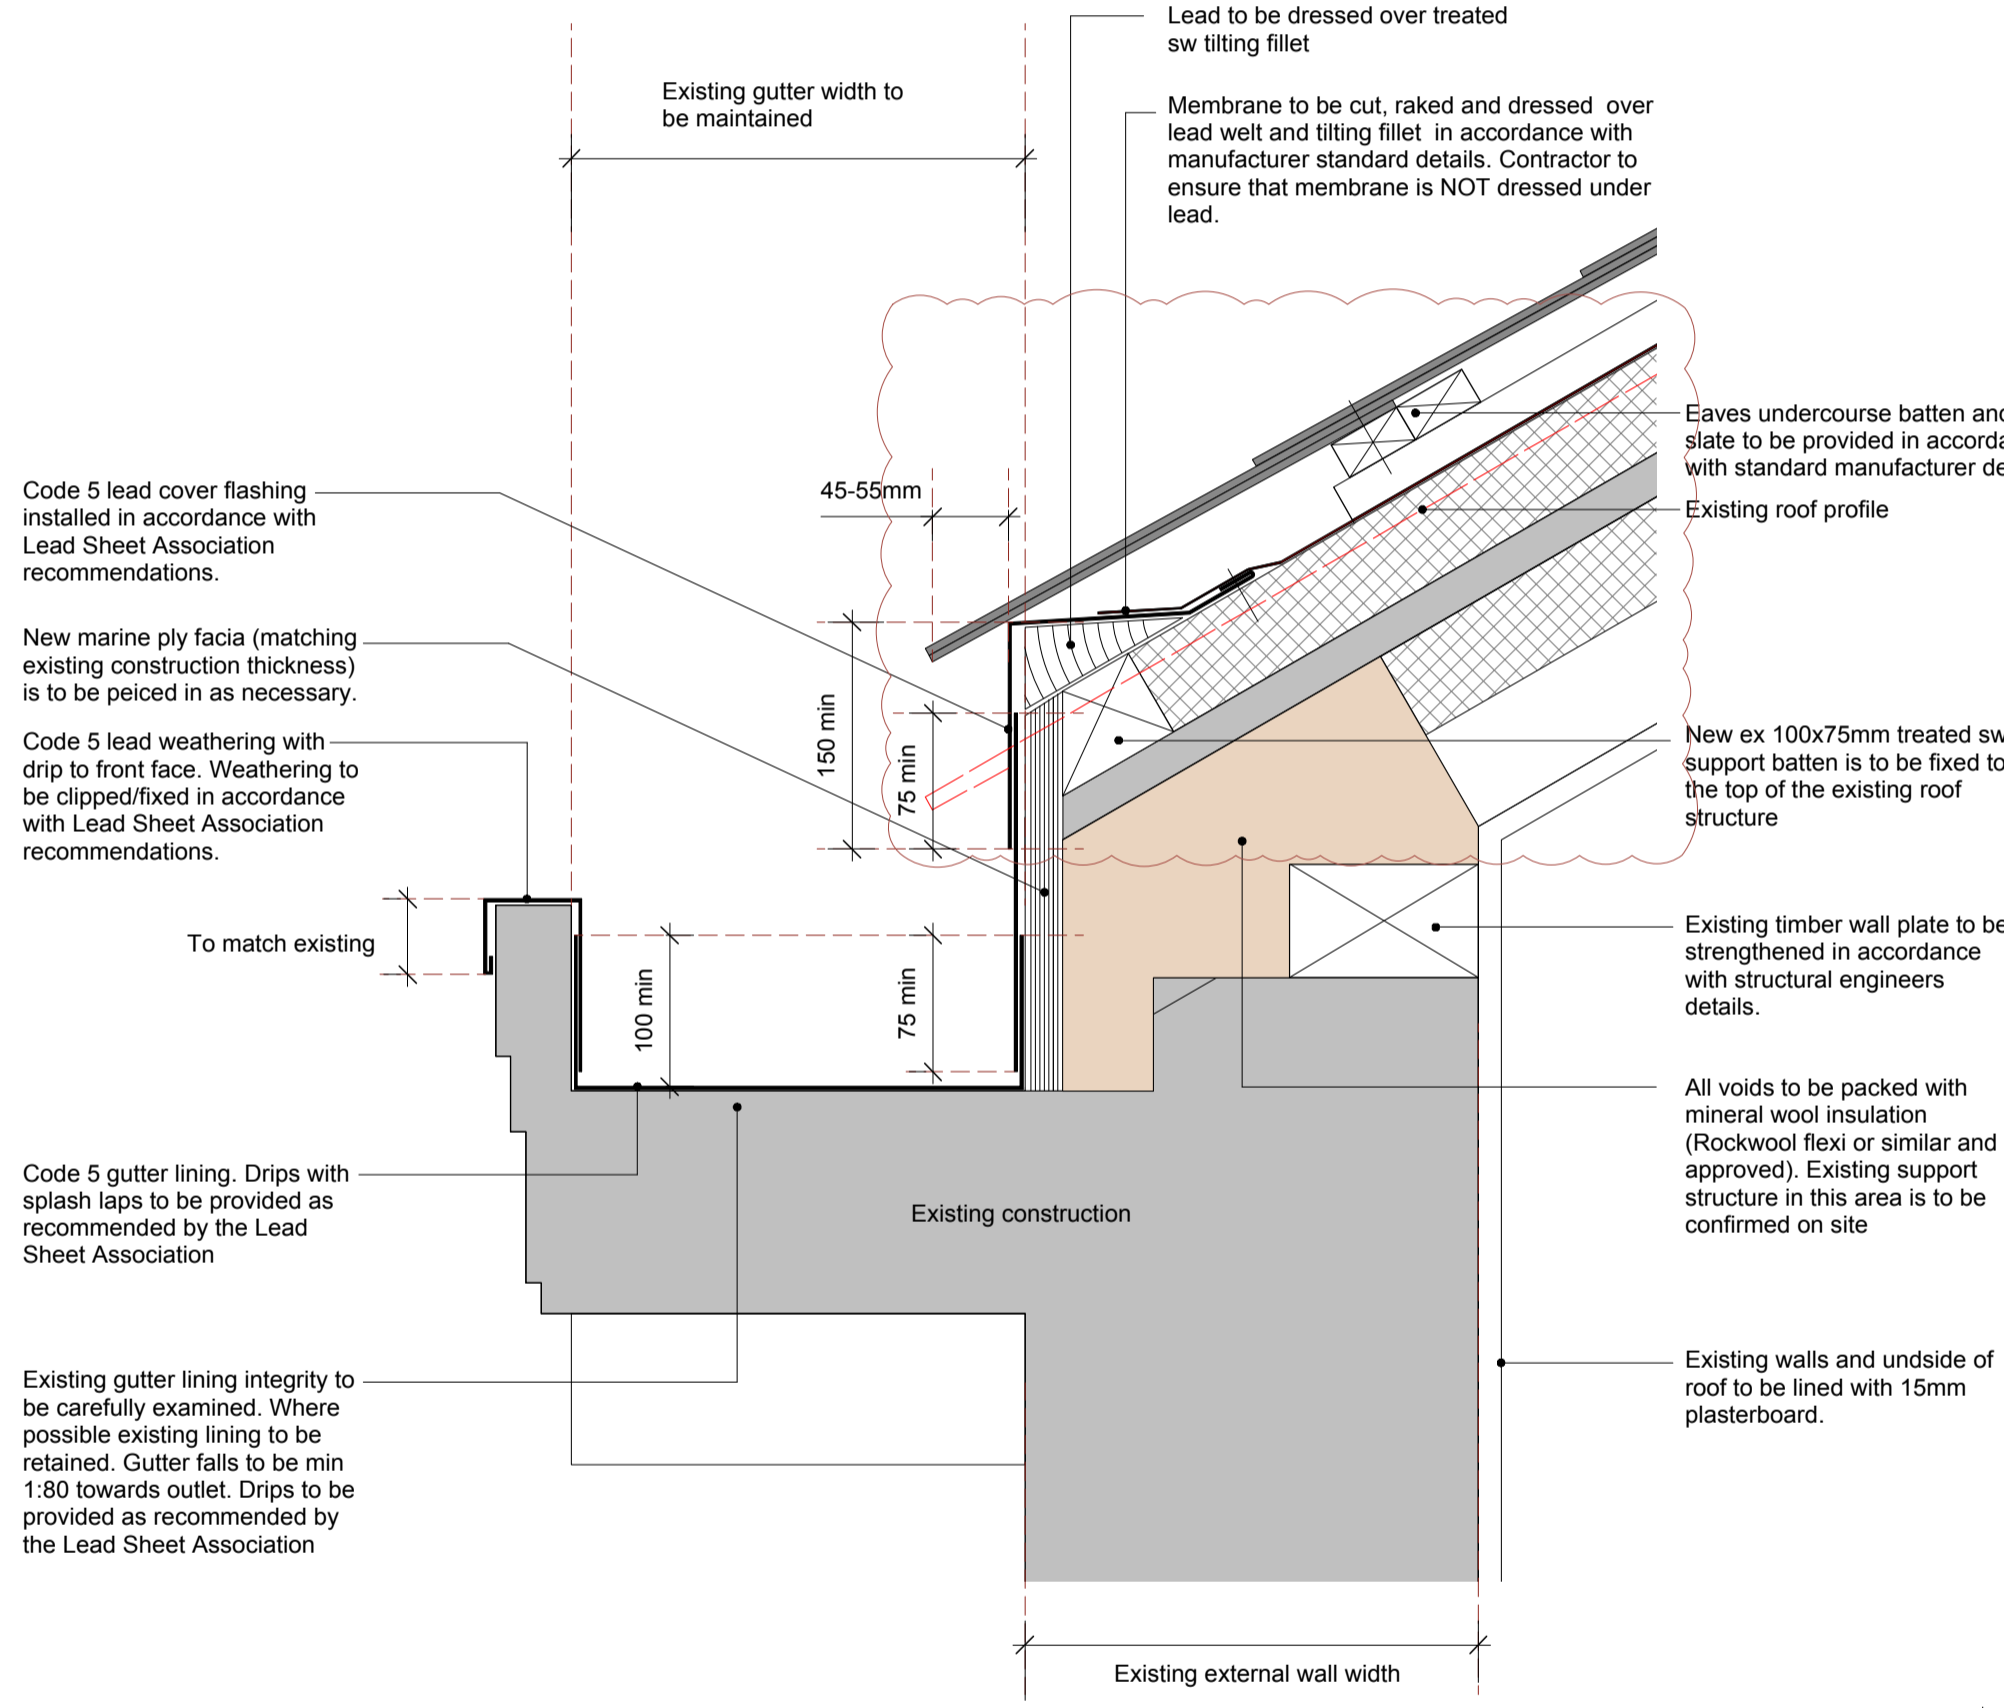 Lead to be dressed over treated
sw tilting fillet
Existing gutter width to
be maintained
Membrane to be cut, raked and dressed over
lead welt and tilting fillet in accordance with
manufacturer standard details. Contractor to
ensure that membrane is NOT dressed under
lead.
Eaves undercourse batten and
slate to be provided in accorda
with standard manufacturer de
Existing roof profile
45-55mm
Code 5 lead cover flashing
installed in accordance with
Lead Sheet Association
recommendations.
New marine ply facia (matching
existing construction thickness)
is to be peiced in as necessary.
150 min
75 min
Code 5 lead weathering with
drip to front face. Weathering to
be clipped/fixed in accordance
with Lead Sheet Association
recommendations.
New ex 100x75mm treated sw
support batten is to be fixed to
the top of the existing roof
structure
To match existing
100 min
75 min
Existing timber wall plate to be
strengthened in accordance
with structural engineers
details.
All voids to be packed with
mineral wool insulation
(Rockwool flexi or similar and
approved). Existing support
structure in this area is to be
confirmed on site
Code 5 gutter lining. Drips with
splash laps to be provided as
recommended by the Lead
Sheet Association
Existing construction
Existing gutter lining integrity to
be carefully examined. Where
possible existing lining to be
retained. Gutter falls to be min
1:80 towards outlet. Drips to be
provided as recommended by
the Lead Sheet Association
Existing walls and undside of
roof to be lined with 15mm
plasterboard.
Existing external wall width